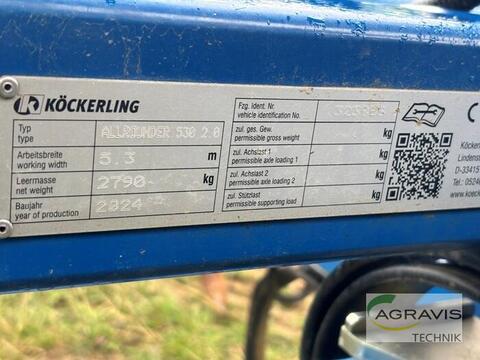 KÖCKERLING
Typ
type
ALLROUNDER 530 2.0
Arbeitsbreite
working width
5.3 m
Leermasse
net weight
2790 kg
Baujahr
year of production
2024
Fzg. Ident. Nr.
vehicle identification No.
zul. ges. Gew.
permissible gross weight
kg
zul. Achslast 1
permissible axle loading 1
kg
zul. Achslast 2
permissible axle loading 2
kg
zul. Stützlast
permissible supporting load
kg
Köcker
Lindenst
D-33415
Tel.: 0524
www.koeck
AGRAVIS
TECHNIK